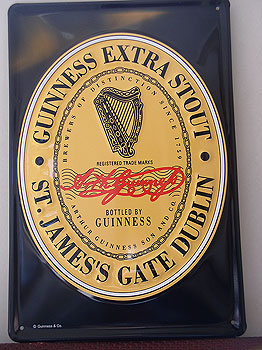 GUINNESS EXTRA STOUT
BREWERS OF DISTINCTION SINCE 1759
REGISTERED TRADE MARKS
BOTTLED BY
GUINNESS
ARTHUR GUINNESS SON AND CO.
ST. JAMES'S GATE DUBLIN
© Guinness & Co.